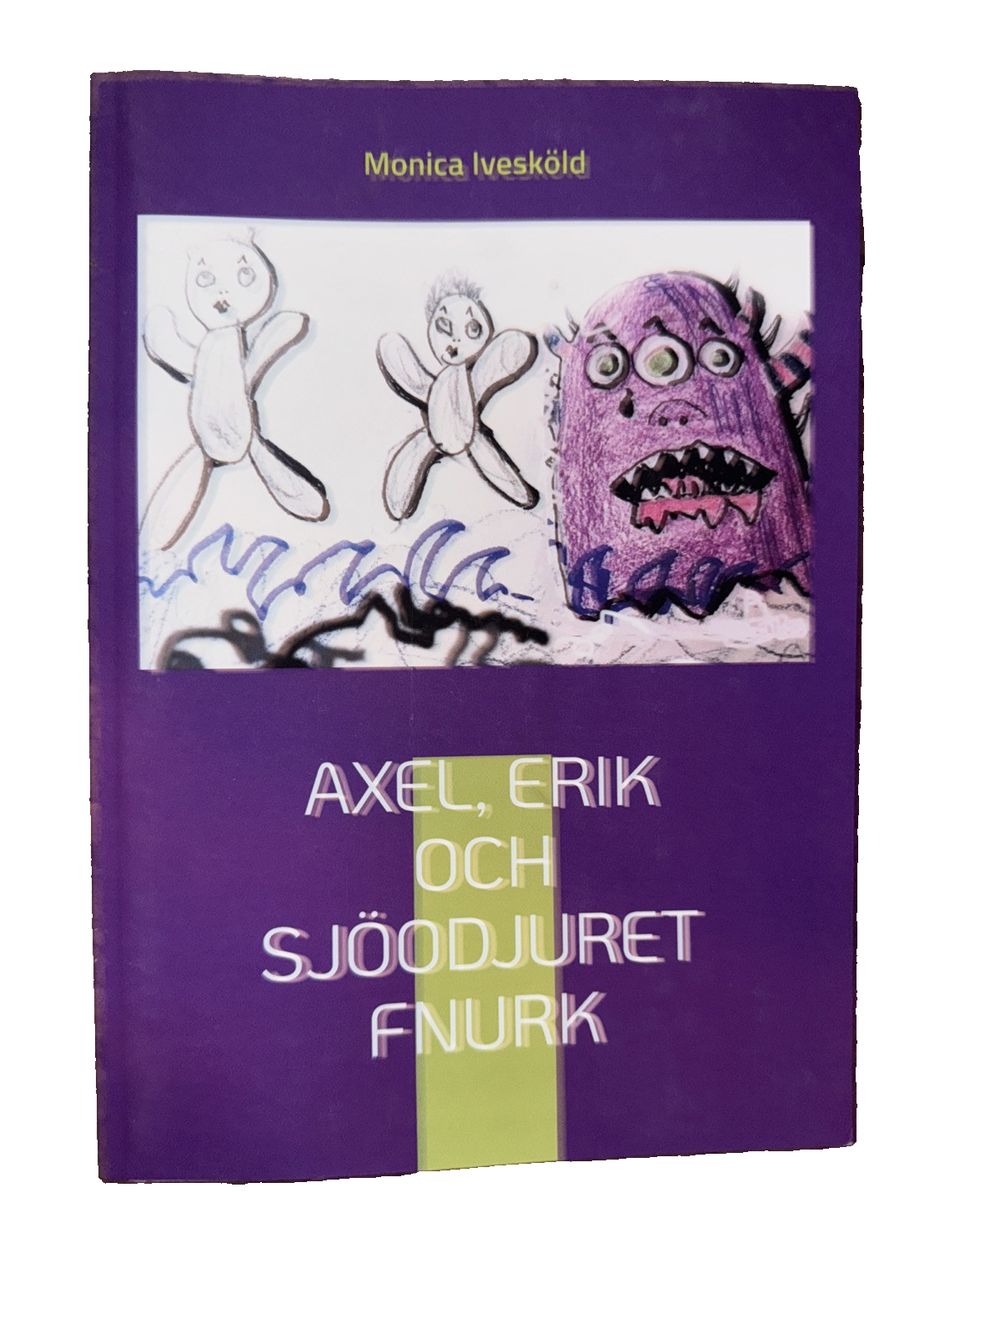 Monica Ivesköld
AXEL, ERIK
OCH
SJÖODJURET
FNURK